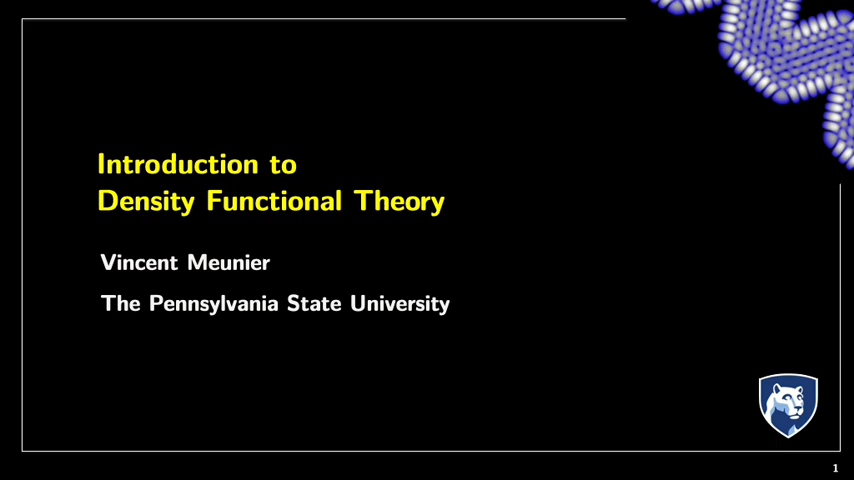 Introduction to
Density Functional Theory
Vincent Meunier
The Pennsylvania State University
1